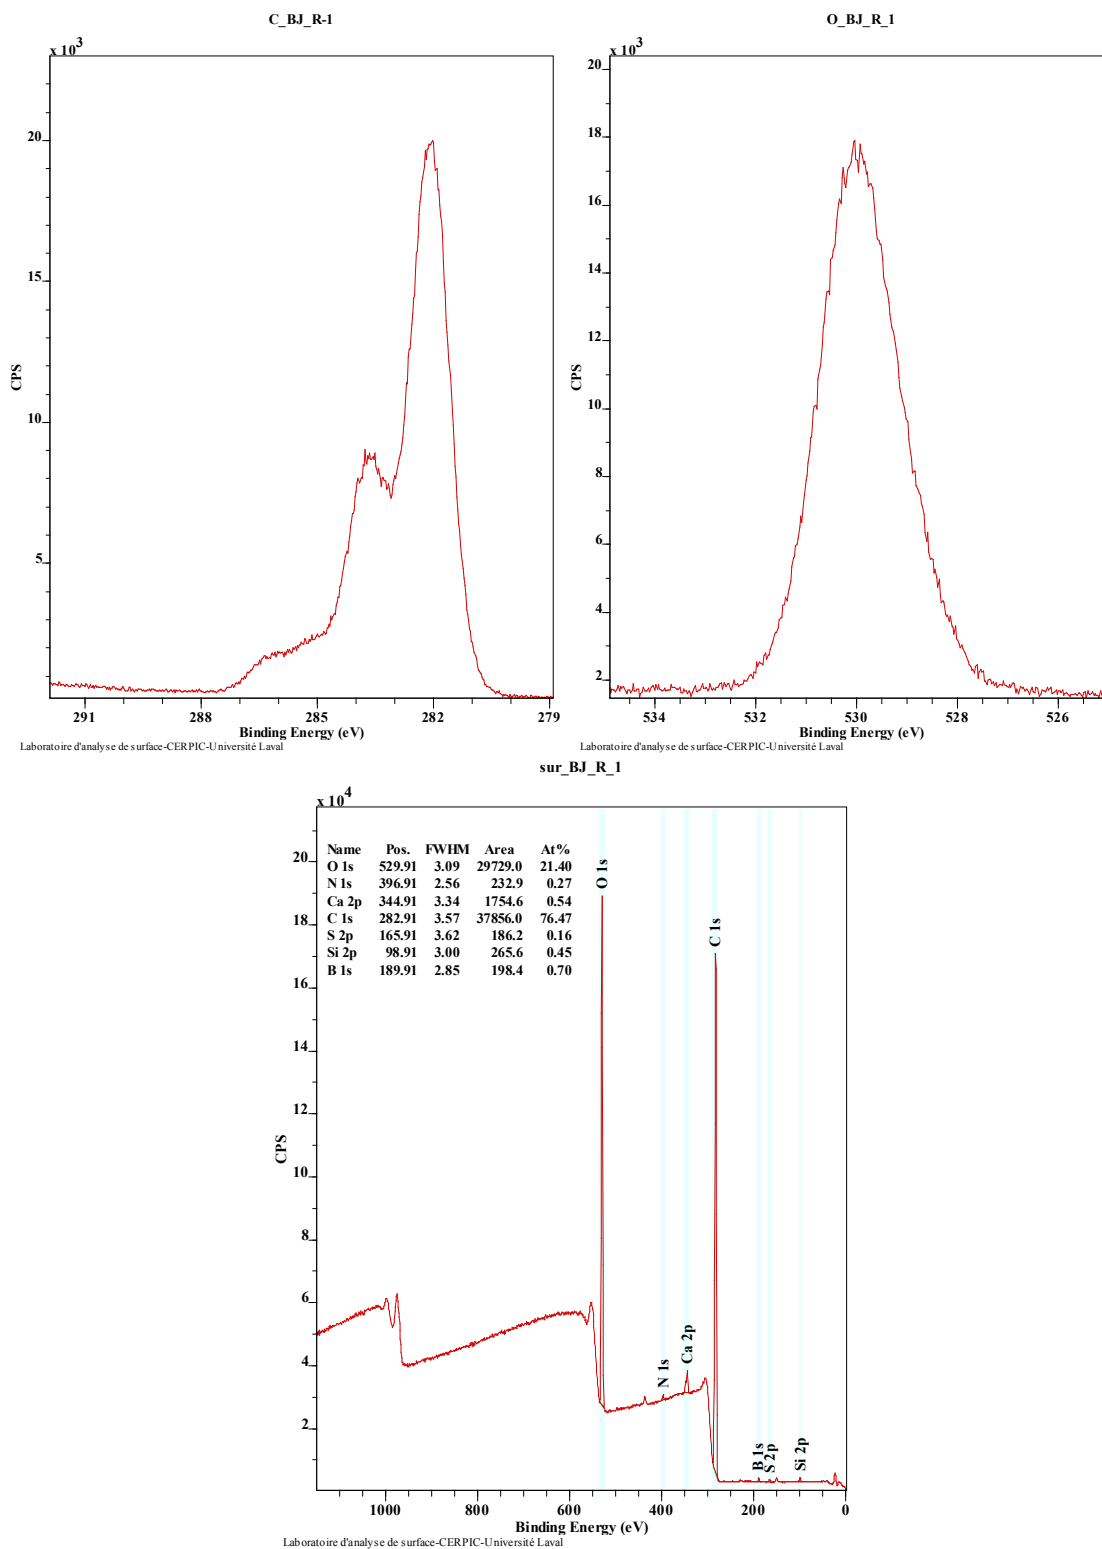 C_BJ_R-1
x 10^3
20
15
10
5
CPS
291 288 285 282 279
Binding Energy (eV)
Laboratoire d'analyse de surface-CERPIC-Université Laval
O_BJ_R_1
x 10^3
20
18
16
14
12
10
8
6
4
2
CPS
534 532 530 528 526
Binding Energy (eV)
Laboratoire d'analyse de surface-CERPIC-Université Laval
sur_BJ_R_1
x 10^4
Name Pos. FWHM Area At%
O 1s 529.91 3.09 29729.0 21.40
N 1s 396.91 2.56 232.9 0.27
Ca 2p 344.91 3.34 1754.6 0.54
C 1s 282.91 3.57 37856.0 76.47
S 2p 165.91 3.62 186.2 0.16
Si 2p 98.91 3.00 265.6 0.45
B 1s 189.91 2.85 198.4 0.70
20
18
16
14
12
10
8
6
4
2
CPS
O 1s
N 1s
Ca 2p
C 1s
B 1s
S 2p
Si 2p
1000 800 600 400 200 0
Binding Energy (eV)
Laboratoire d'analyse de surface-CERPIC-Université Laval